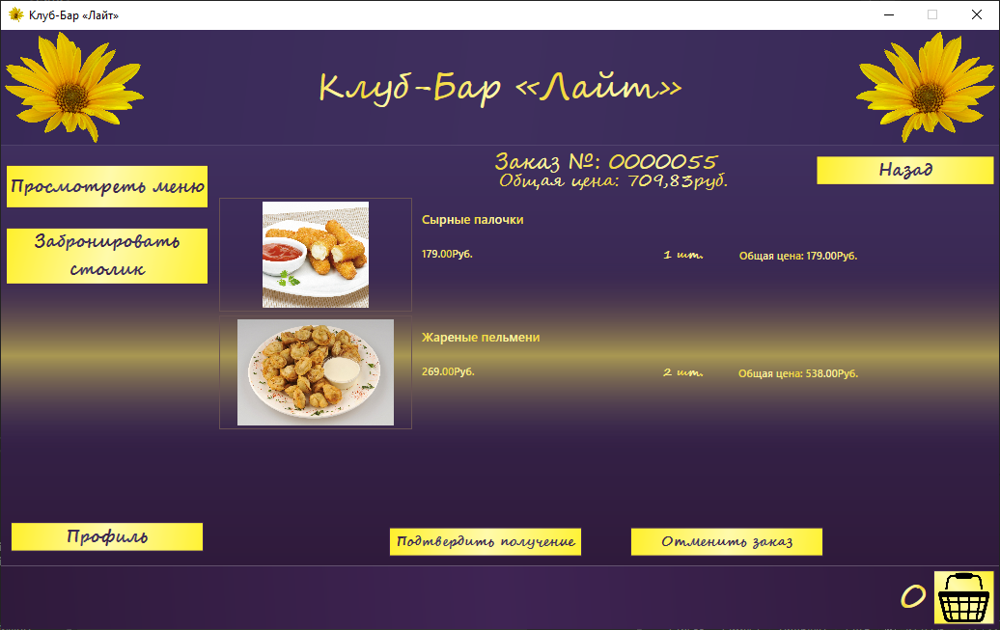 Клуб-Бар «Лайт»
Клуб-Бар «Лайт»
Просмотреть меню
Забронировать
столик
Заказ №: 0000055
Общая цена: 709,83руб.
Назад
Сырные палочки
179.00Руб.
1 шт.
Общая цена: 179.00Руб.
Жареные пельмени
269.00Руб.
2 шт.
Общая цена: 538.00Руб.
Профиль
Подтвердить получение
Отменить заказ
0